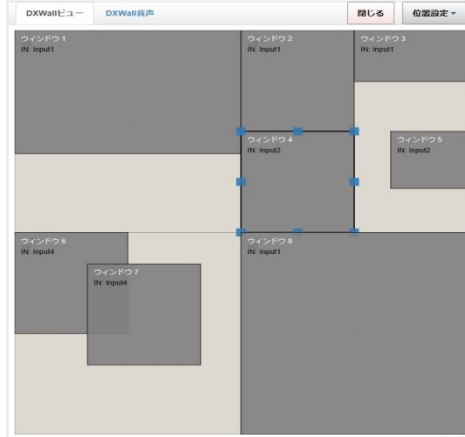 DXWallビュー
DXWall音声
閉じる
位置設定
ウィンドウ 1
IN: Input1
ウィンドウ 2
IN: Input1
ウィンドウ 3
IN: Input1
ウィンドウ 4
IN: Input2
ウィンドウ 5
IN: Input2
ウィンドウ 6
IN: Input4
ウィンドウ 7
IN: Input4
ウィンドウ 8
IN: Input1